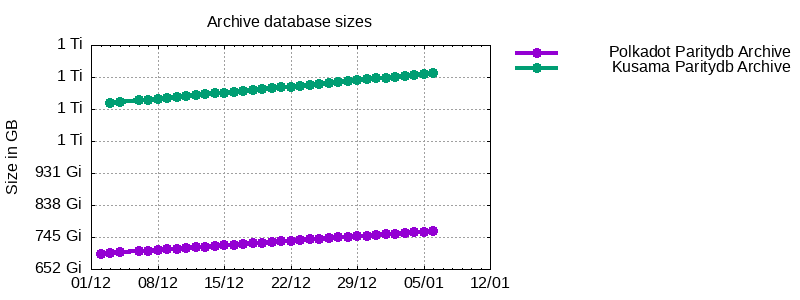 Archive database sizes
Polkadot Paritydb Archive
Kusama Paritydb Archive
Size in GB
1 Ti
1 Ti
1 Ti
1 Ti
931 Gi
838 Gi
745 Gi
652 Gi
01/12 08/12 15/12 22/12 29/12 05/01 12/01